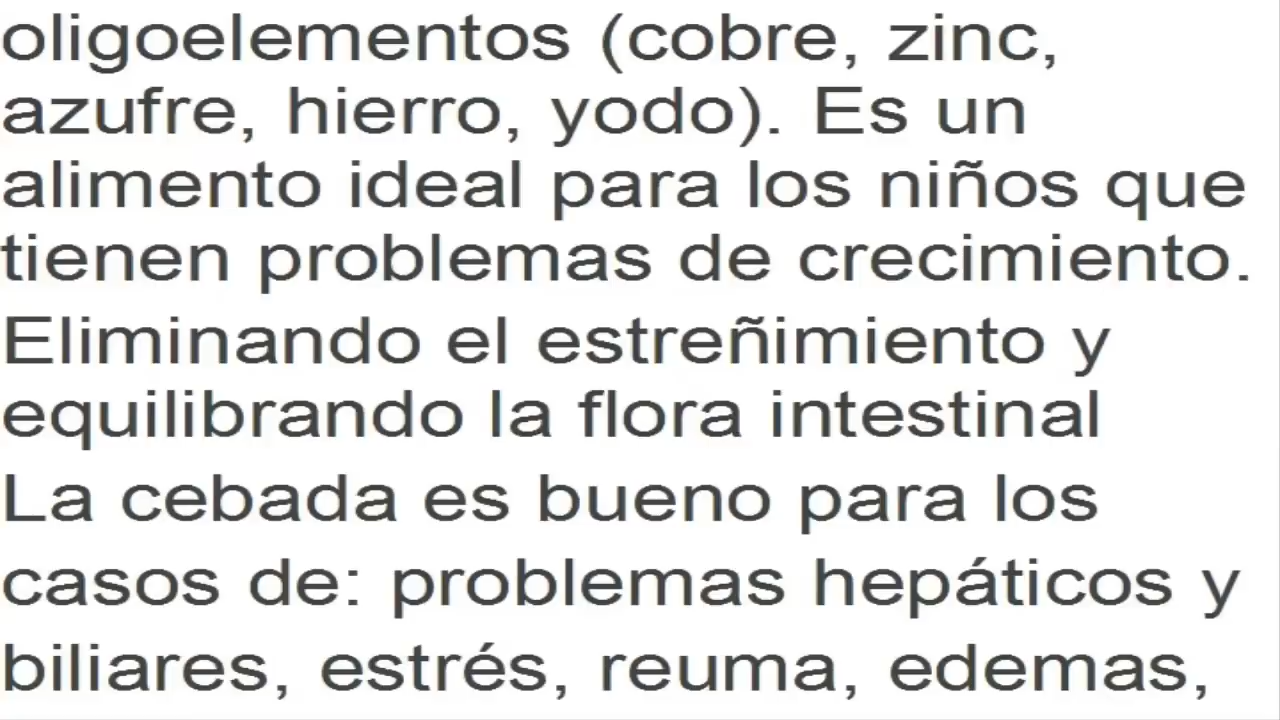 oligoelementos (cobre, zinc,
azufre, hierro, yodo). Es un
alimento ideal para los niños que
tienen problemas de crecimiento.
Eliminando el estreñimiento y
equilibrando la flora intestinal
La cebada es bueno para los
casos de: problemas hepáticos y
biliares, estrés, reuma, edemas,